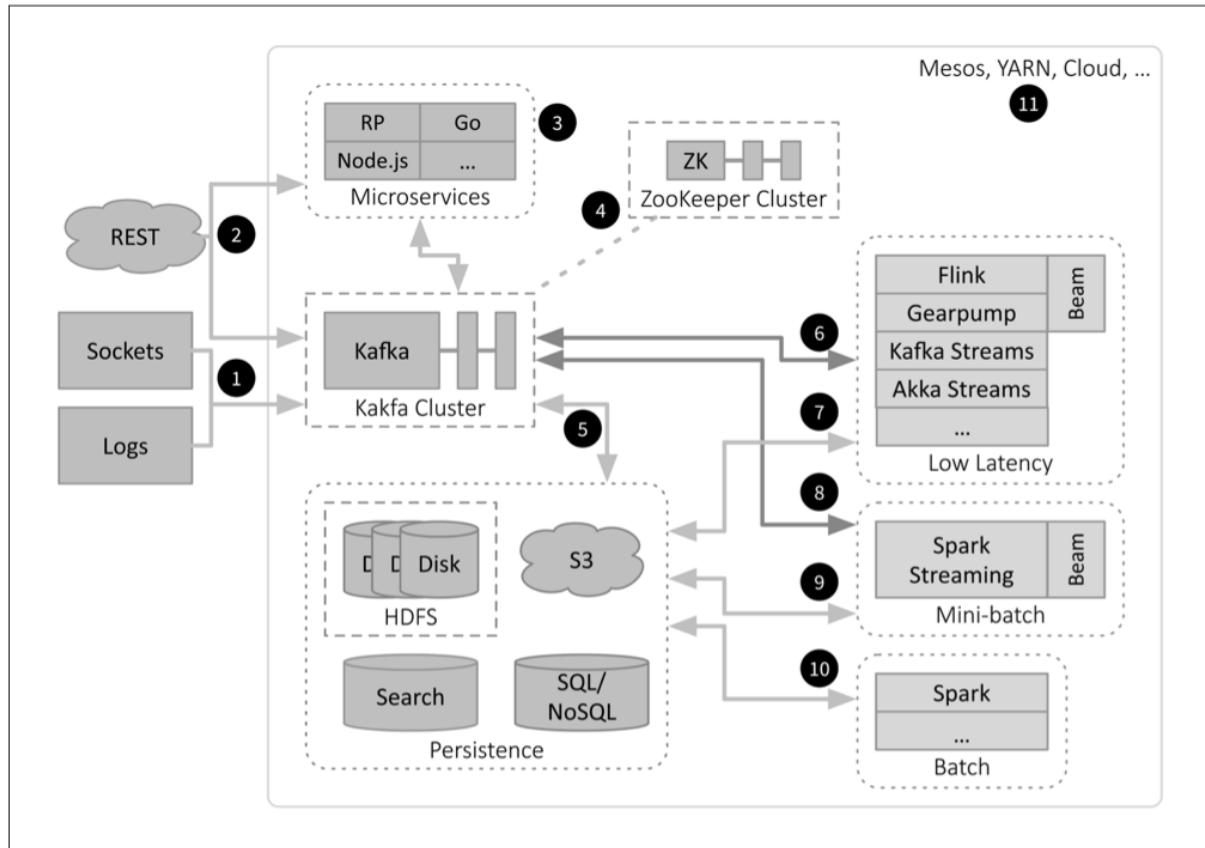 Mesos, YARN, Cloud, ...
11
RP
Go
3
Node.js
...
Microservices
ZK
ZooKeeper Cluster
4
REST
2
Sockets
1
Logs
Kafka
Kakfa Cluster
5
6
Flink
Gearpump
Beam
Kafka Streams
Akka Streams
...
Low Latency
7
8
Spark
Streaming
Beam
Mini-batch
9
D
D
Disk
HDFS
S3
Search
SQL/
NoSQL
Persistence
10
Spark
...
Batch